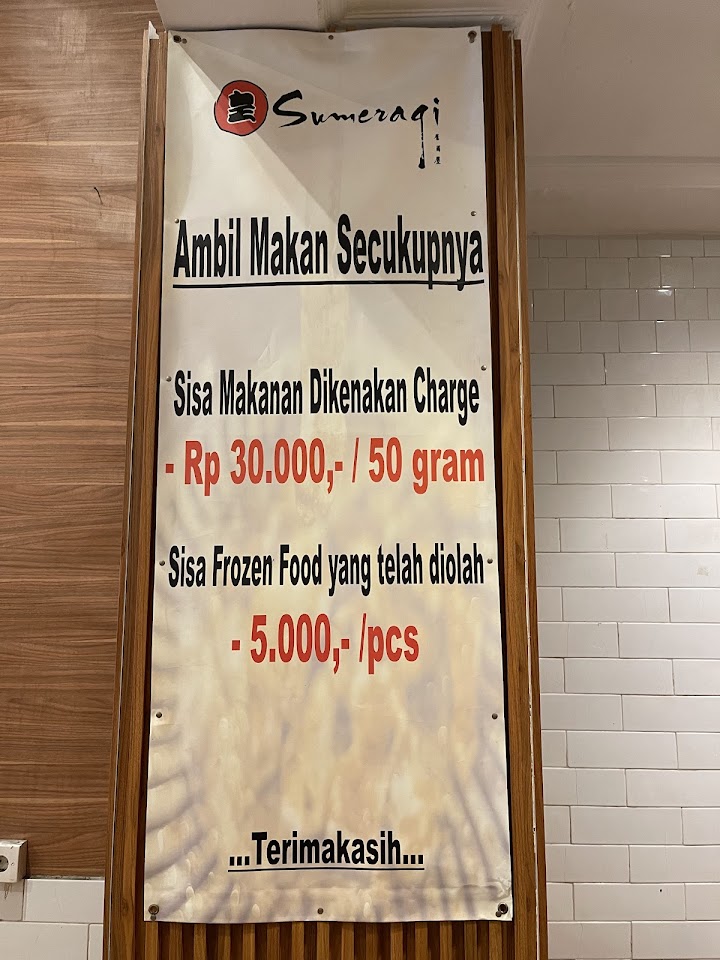 Sumeragi
Ambil Makan Secukupnya
Sisa Makanan Dikenakan Charge
- Rp 30.000,- / 50 gram
Sisa Frozen Food yang telah diolah
- 5.000,- /pcs
...Terimakasih...